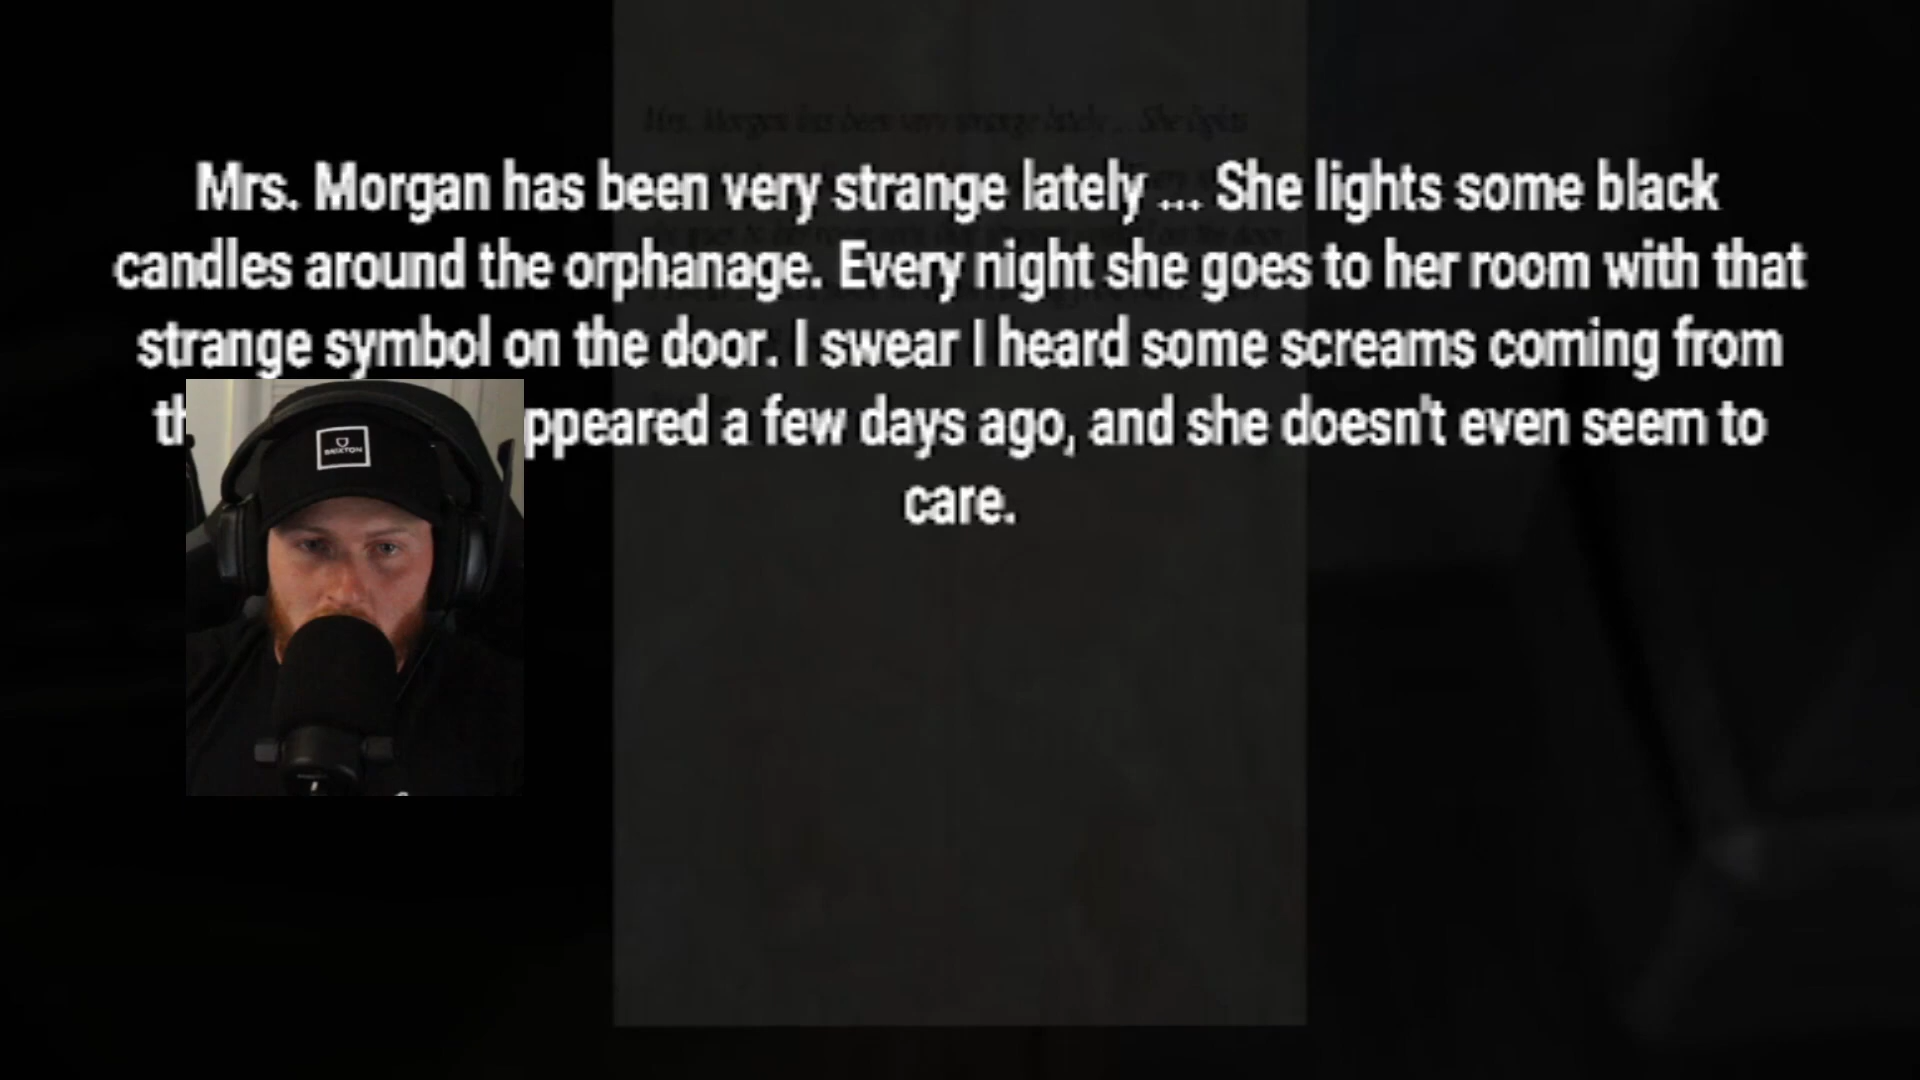 Mrs. Morgan has been very strange lately ... She lights some black
candles around the orphanage. Every night she goes to her room with that
strange symbol on the door. I swear I heard some screams coming from
a few days ago, and she doesn't even seem to
care.
BRIXTON